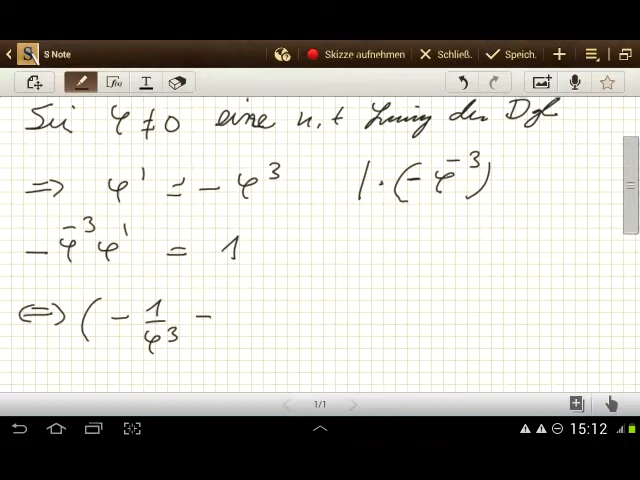 S Note
Skizze aufnehmen
Schließ.
Speich.
Sei φ ≠ 0 eine n.t Lösung der Dgl
=> φ' = - φ³ | · (- φ⁻³)
- φ⁻³ φ' = 1
<=> ( - 1/φ³ -
1/1
15:12